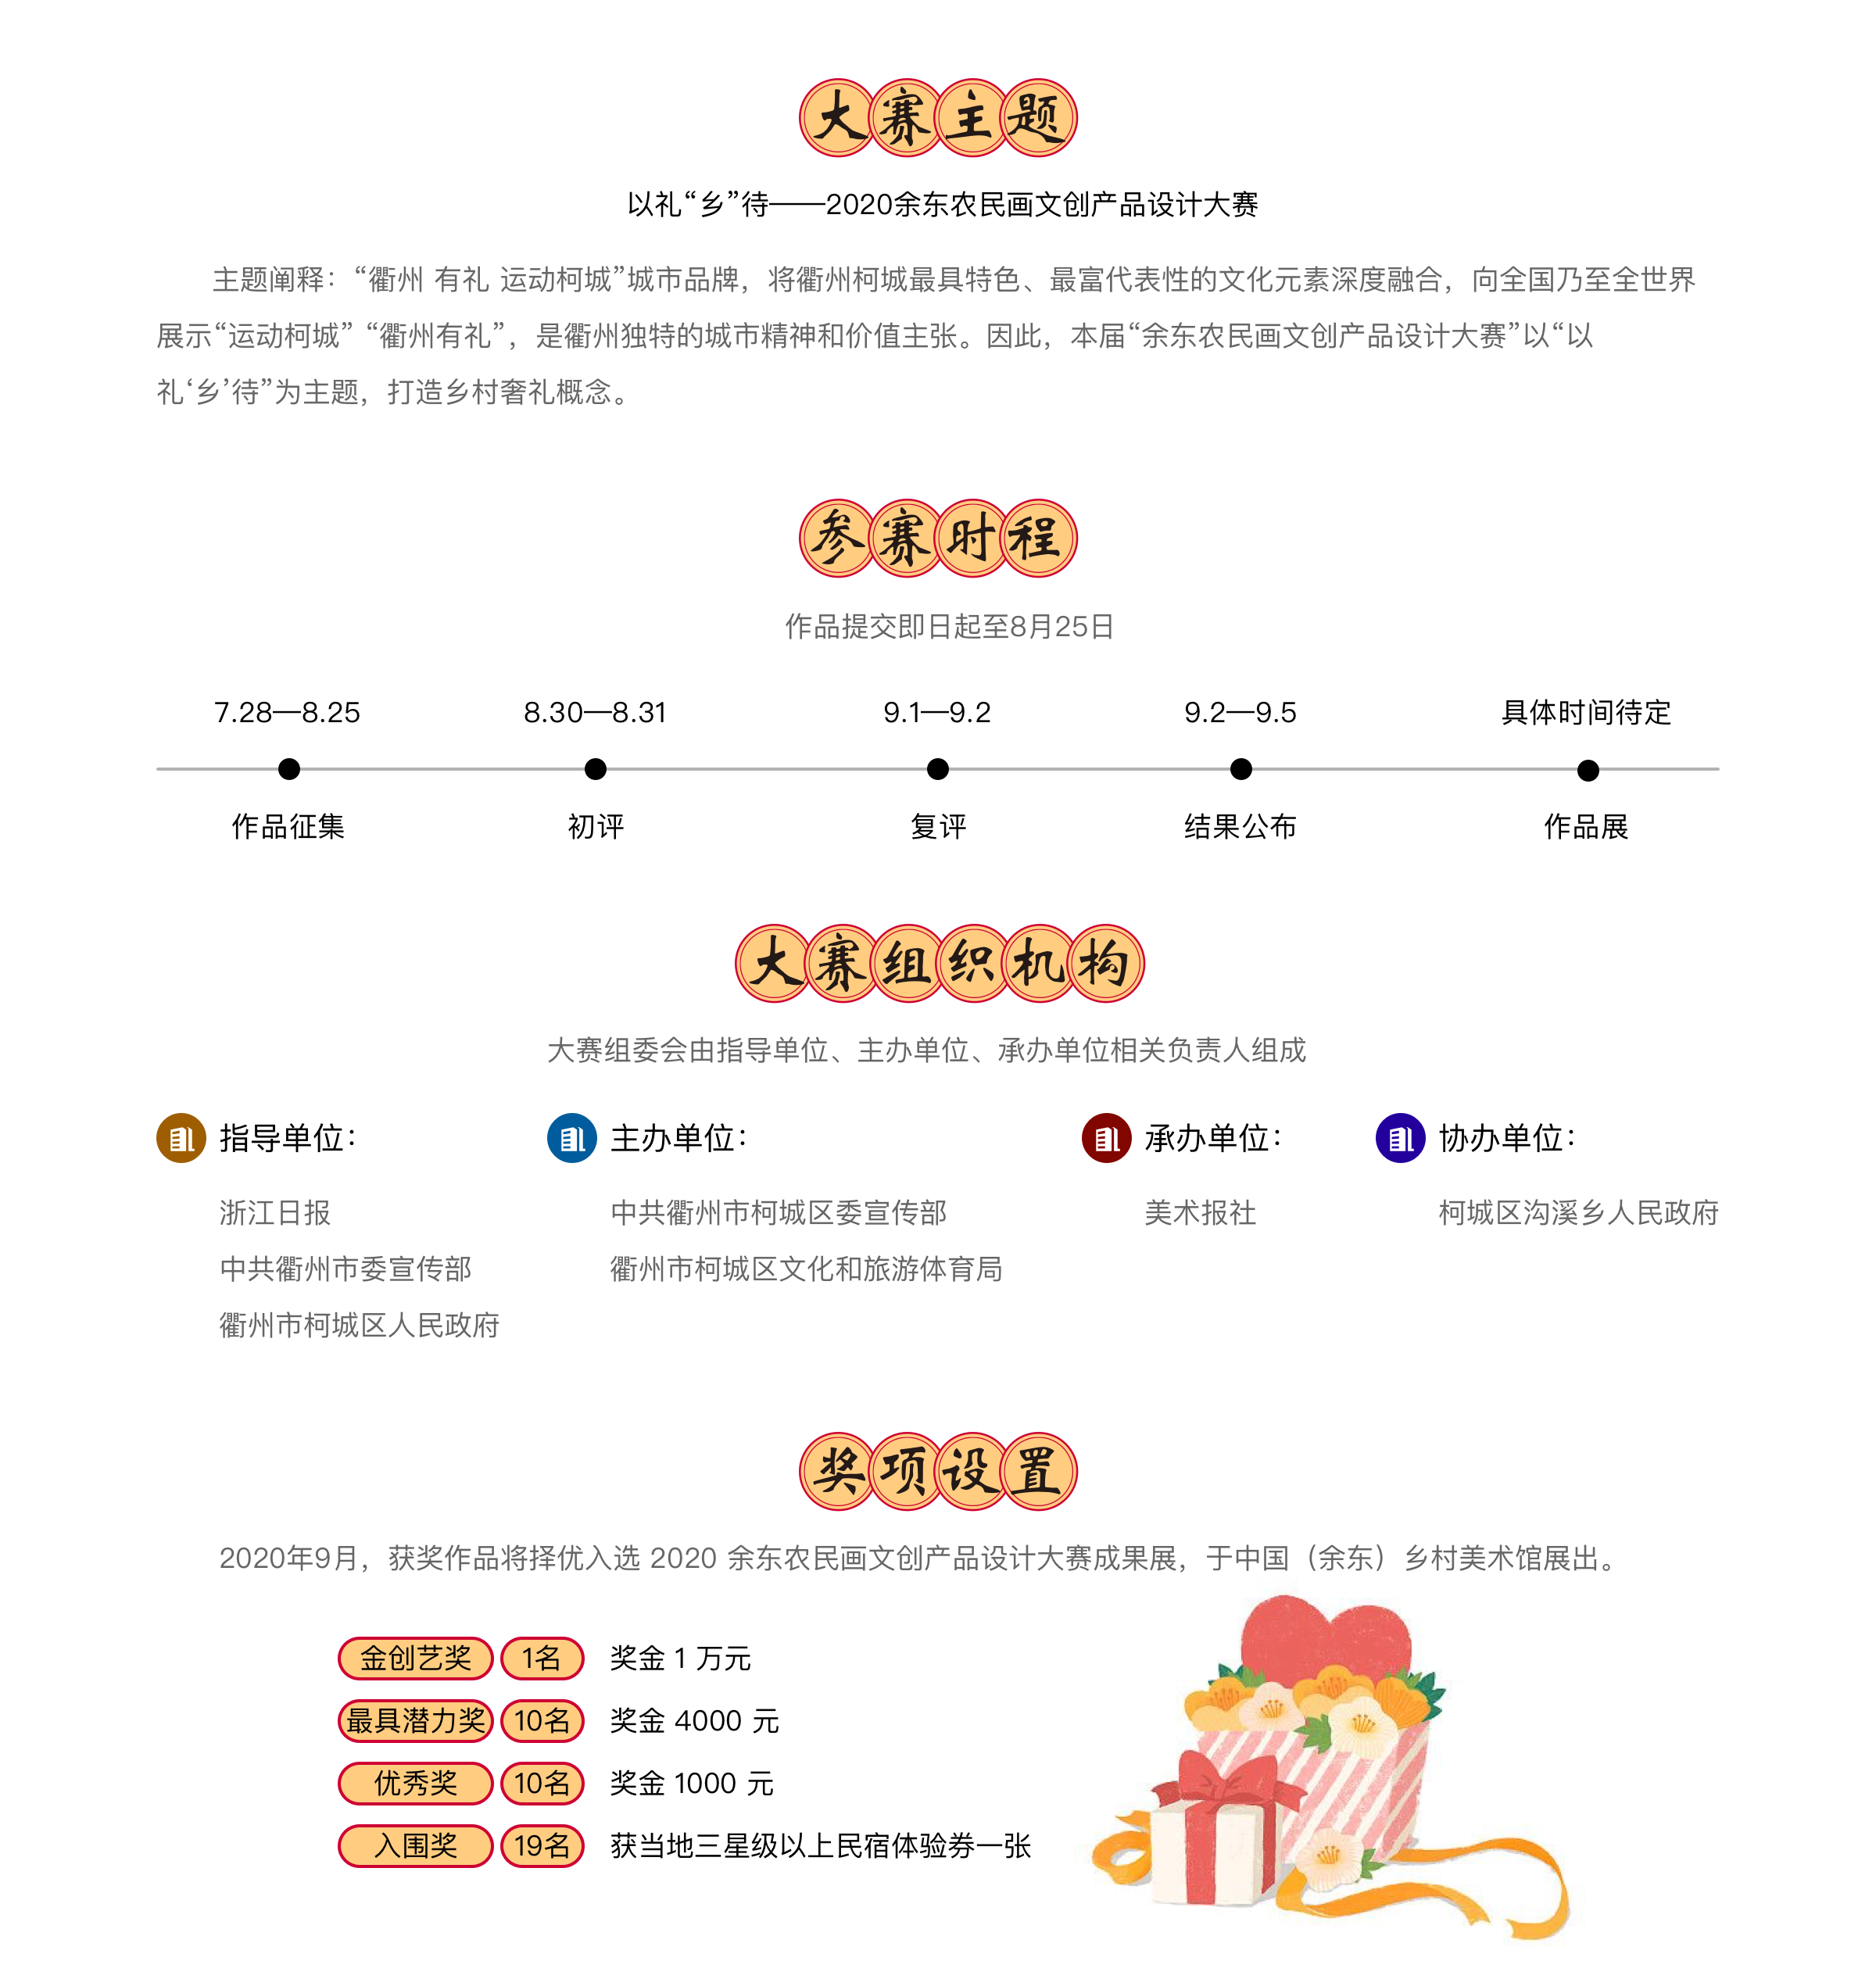 大赛主题
以礼“乡”待——2020余东农民画文创产品设计大赛
主题阐释：“衢州 有礼 运动柯城”城市品牌，将衢州柯城最具特色、最富代表性的文化元素深度融合，向全国乃至全世界
展示“运动柯城” “衢州有礼”，是衢州独特的城市精神和价值主张。因此，本届“余东农民画文创产品设计大赛”以“以
礼‘乡’待”为主题，打造乡村奢礼概念。
参赛时程
作品提交即日起至8月25日
7.28—8.25 8.30—8.31 9.1—9.2 9.2—9.5 具体时间待定
作品征集 初评 复评 结果公布 作品展
大赛组织机构
大赛组委会由指导单位、主办单位、承办单位相关负责人组成
指导单位： 主办单位： 承办单位： 协办单位：
浙江日报 中共衢州市柯城区委宣传部 美术报社 柯城区沟溪乡人民政府
中共衢州市委宣传部 衢州市柯城区文化和旅游体育局
衢州市柯城区人民政府
奖项设置
2020年9月，获奖作品将择优入选 2020 余东农民画文创产品设计大赛成果展，于中国（余东）乡村美术馆展出。
金创艺奖 1名 奖金 1 万元
最具潜力奖 10名 奖金 4000 元
优秀奖 10名 奖金 1000 元
入围奖 19名 获当地三星级以上民宿体验券一张